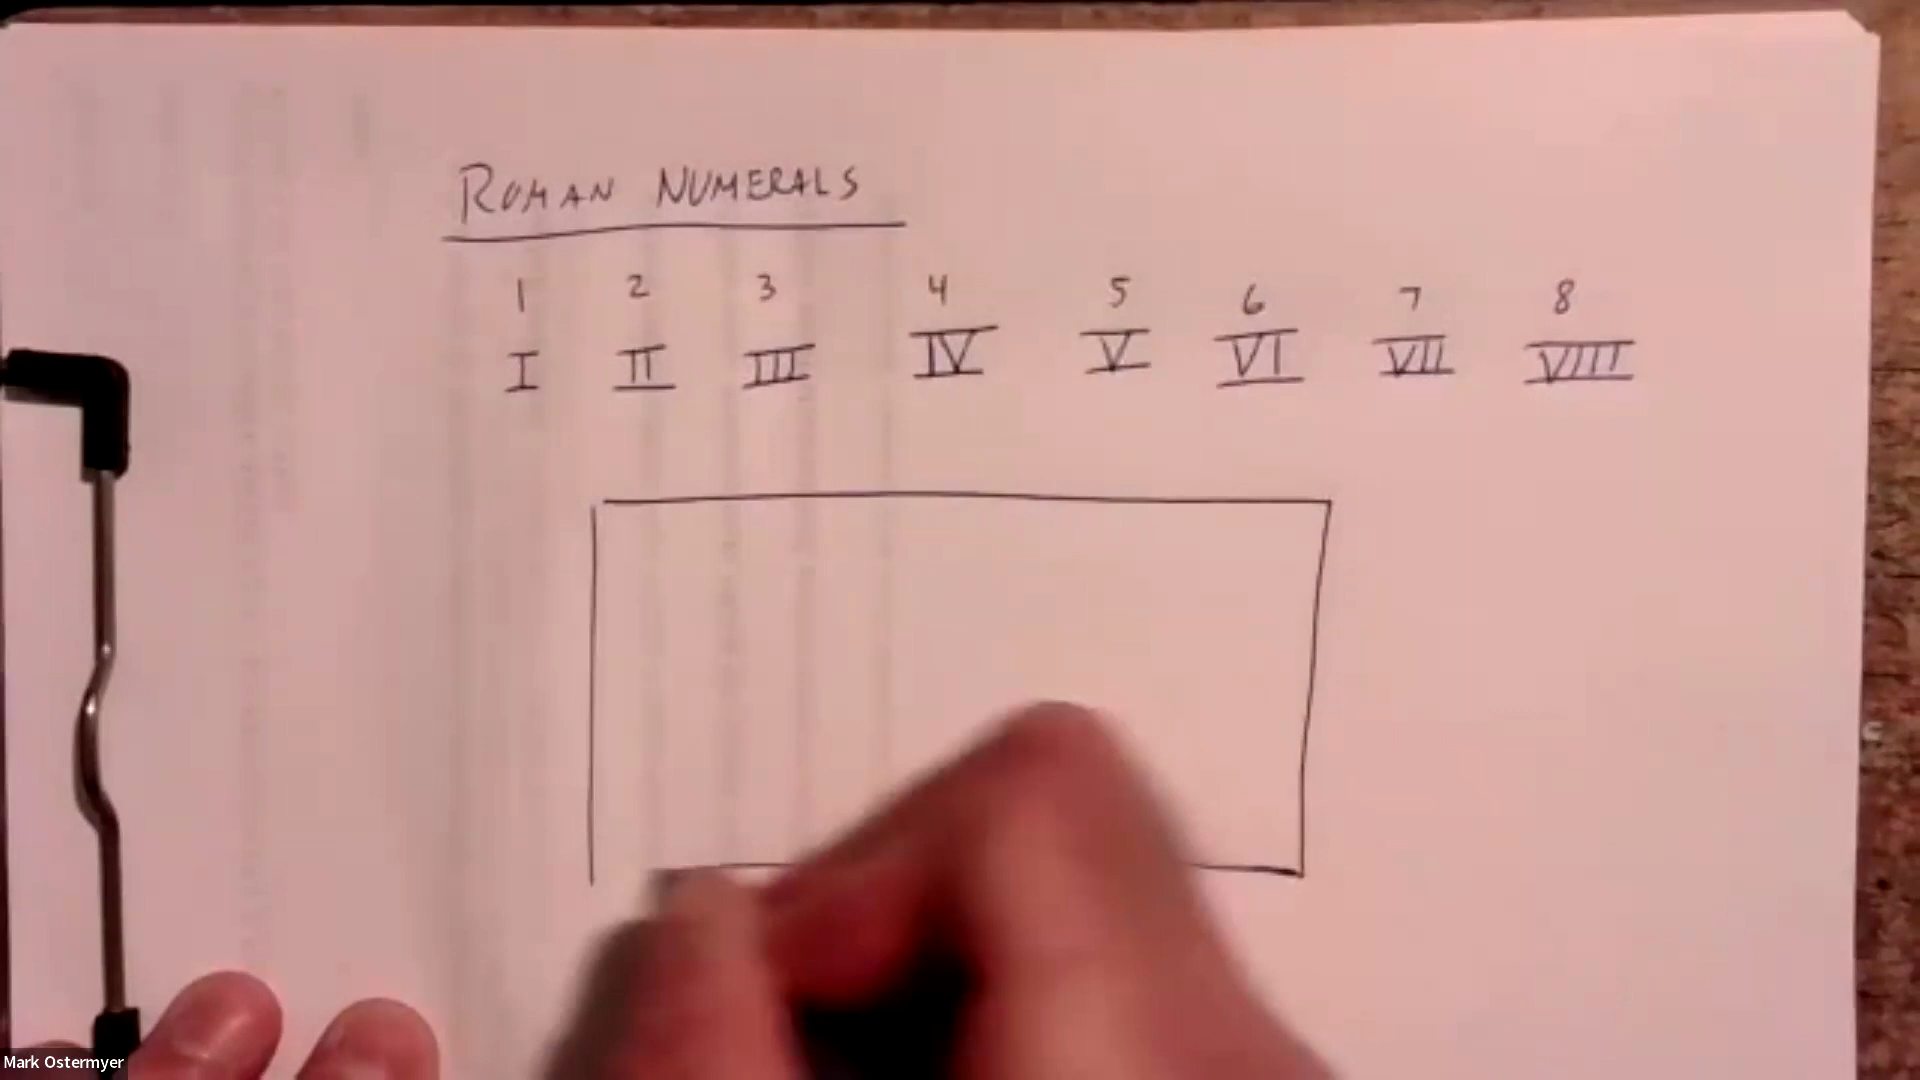 ROMAN NUMERALS
1 2 3 4 5 6 7 8
I II III IV V VI VII VIII
Mark Ostermyer